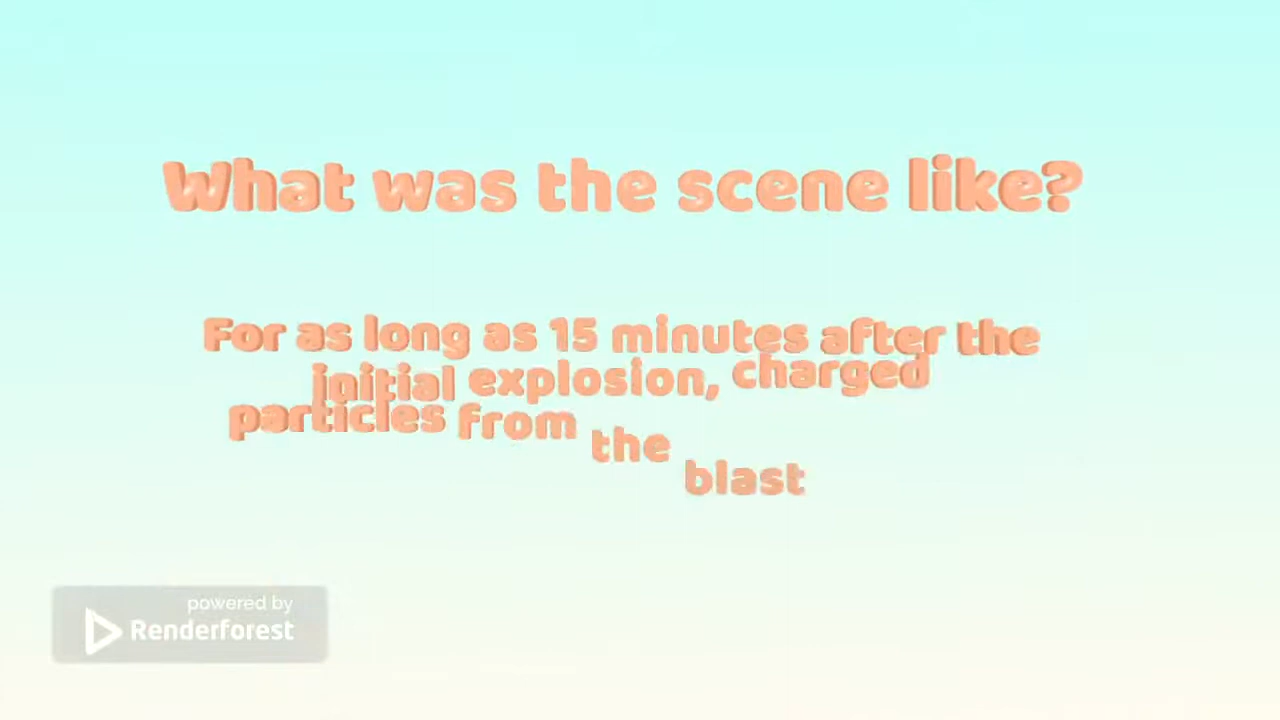 What was the scene like?
For as long as 15 minutes after the
initial explosion, charged
particles from the blast
powered by
Renderforest